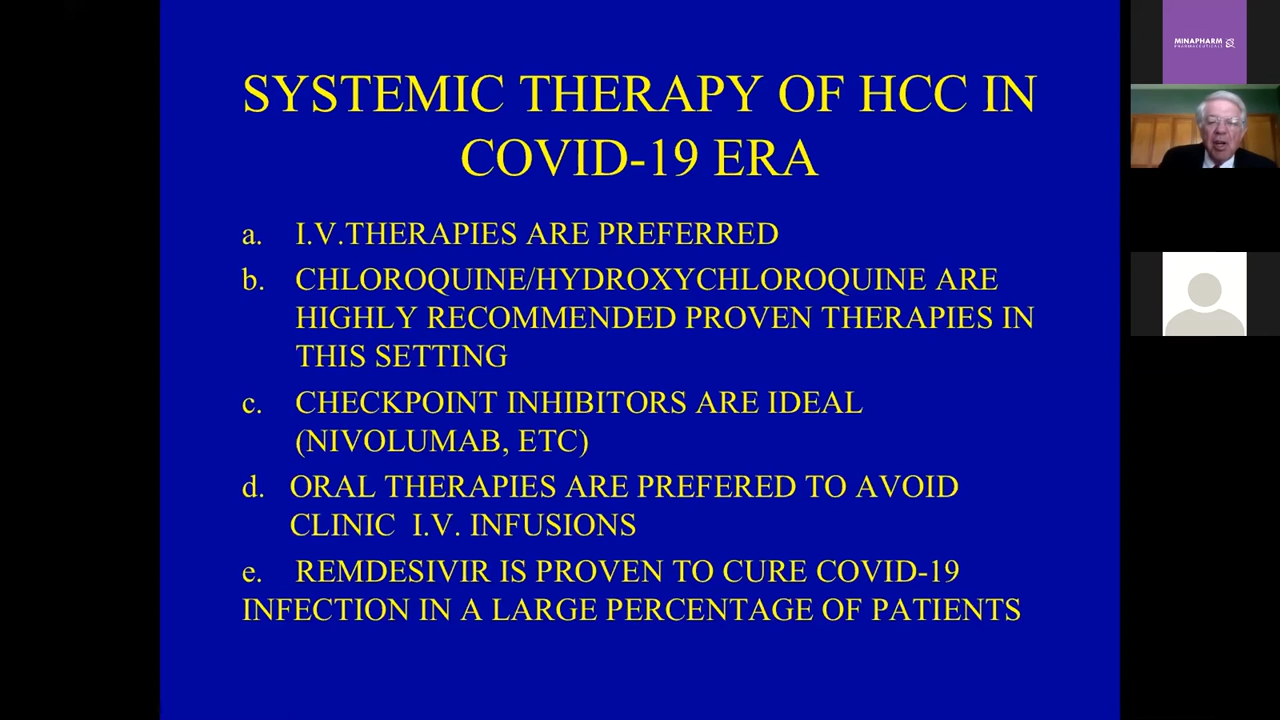 SYSTEMIC THERAPY OF HCC IN
COVID-19 ERA
a. I.V.THERAPIES ARE PREFERRED
b. CHLOROQUINE/HYDROXYCHLOROQUINE ARE
HIGHLY RECOMMENDED PROVEN THERAPIES IN
THIS SETTING
c. CHECKPOINT INHIBITORS ARE IDEAL
(NIVOLUMAB, ETC)
d. ORAL THERAPIES ARE PREFERED TO AVOID
CLINIC I.V. INFUSIONS
e. REMDESIVIR IS PROVEN TO CURE COVID-19
INFECTION IN A LARGE PERCENTAGE OF PATIENTS
MINAPHARM
PHARMACEUTICALS